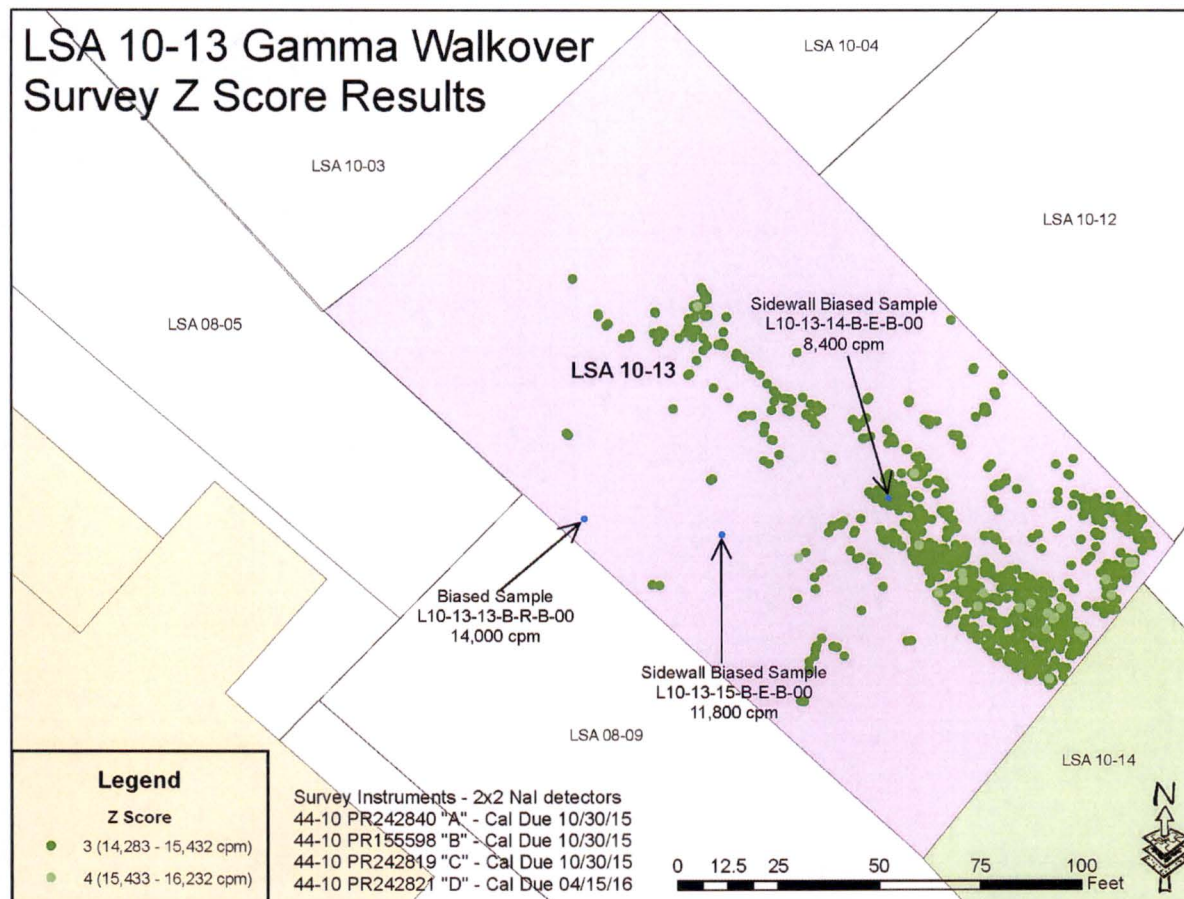 LSA 10-13 Gamma Walkover
Survey Z Score Results
LSA 10-04
LSA 10-03
LSA 10-12
LSA 08-05
Sidewall Biased Sample
L10-13-14-B-E-B-00
8,400 cpm
LSA 10-13
Biased Sample
L10-13-13-B-R-B-00
14,000 cpm
Sidewall Biased Sample
L10-13-15-B-E-B-00
11,800 cpm
LSA 08-09
LSA 10-14
Legend
Z Score
3 (14,283 - 15,432 cpm)
4 (15,433 - 16,232 cpm)
Survey Instruments - 2x2 NaI detectors
44-10 PR242840 "A" - Cal Due 10/30/15
44-10 PR155598 "B" - Cal Due 10/30/15
44-10 PR242819 "C" - Cal Due 10/30/15
44-10 PR242821 "D" - Cal Due 04/15/16
N
0 12.5 25 50 75 100
Feet